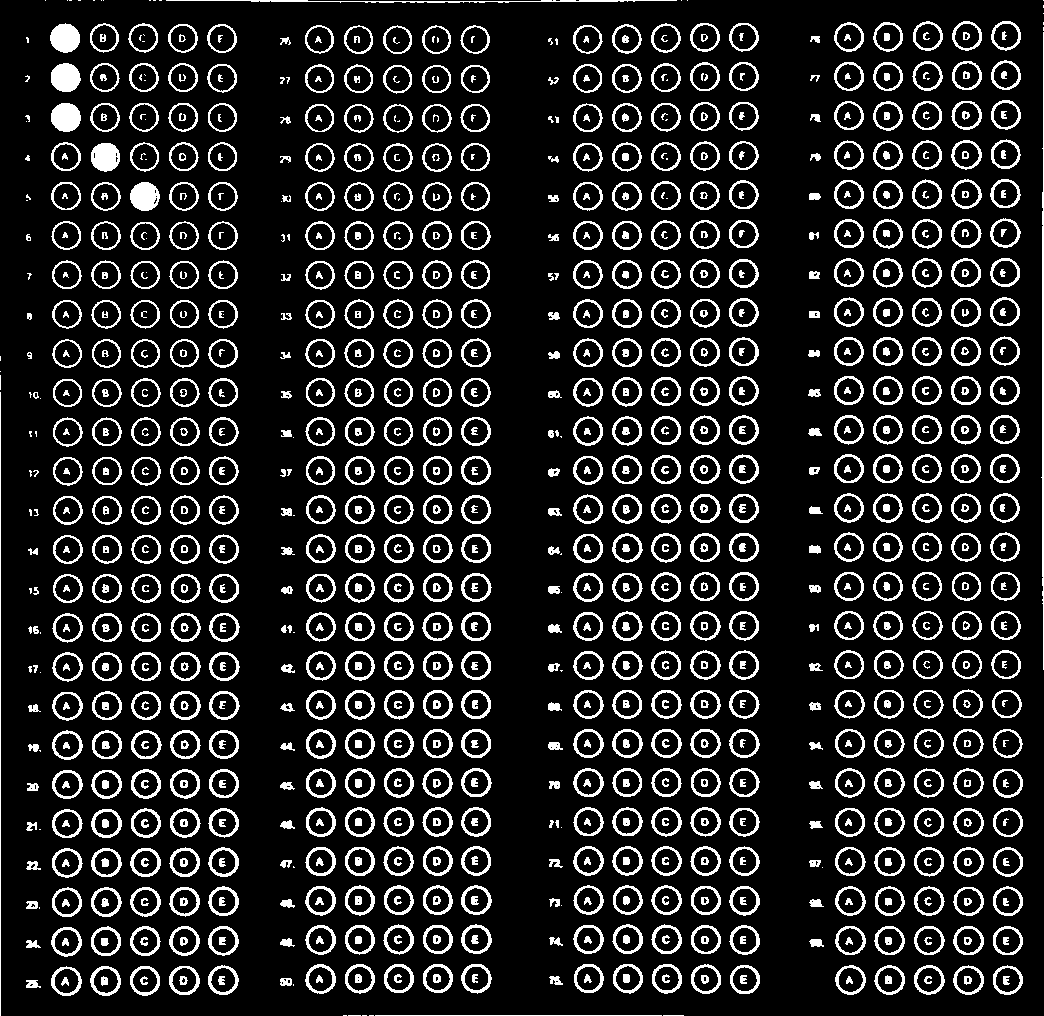 1 B C D E
2 B C D E
3 B C D E
4 A C D E
5 A B D E
6 A B C D E
7 A B C D E
8 A B C D E
9 A B C D E
10. A B C D E
11 A B C D E
12 A B C D E
13 A B C D E
14 A B C D E
15 A B C D E
16. A B C D E
17. A B C D E
18. A B C D E
19. A B C D E
20 A B C D E
21. A B C D E
22. A B C D E
23. A B C D E
24. A B C D E
25. A B C D E
26 A B C D E
27 A B C D E
28 A B C D E
29 A B C D E
30 A B C D E
31 A B C D E
32 A B C D E
33 A B C D E
34 A B C D E
35 A B C D E
36. A B C D E
37 A B C D E
38. A B C D E
39. A B C D E
40 A B C D E
41. A B C D E
42. A B C D E
43. A B C D E
44. A B C D E
45. A B C D E
46. A B C D E
47. A B C D E
48. A B C D E
49. A B C D E
50. A B C D E
51 A B C D E
52 A B C D E
53 A B C D E
54 A B C D E
55 A B C D E
56 A B C D E
57 A B C D E
58 A B C D E
59 A B C D E
60. A B C D E
61. A B C D E
62 A B C D E
63. A B C D E
64. A B C D E
65. A B C D E
66. A B C D E
67. A B C D E
68. A B C D E
69. A B C D E
70 A B C D E
71. A B C D E
72. A B C D E
73. A B C D E
74. A B C D E
75. A B C D E
76 A B C D E
77 A B C D E
78 A B C D E
79 A B C D E
80 A B C D E
81 A B C D E
82 A B C D E
83 A B C D E
84 A B C D E
85. A B C D E
86. A B C D E
87 A B C D E
88. A B C D E
89 A B C D E
90 A B C D E
91 A B C D E
92. A B C D E
93 A B C D E
94. A B C D E
95. A B C D E
96. A B C D E
97. A B C D E
98. A B C D E
99. A B C D E
A B C D E